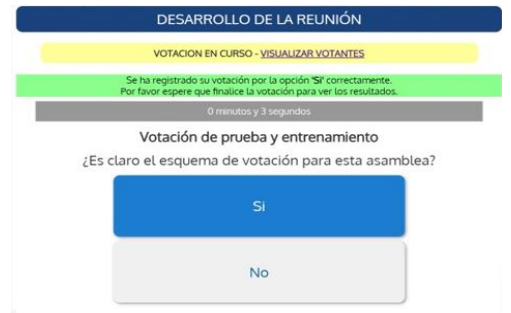 DESARROLLO DE LA REUNIÓN
VOTACION EN CURSO - VISUALIZAR VOTANTES
Se ha registrado su votación por la opción 'Si' correctamente.
Por favor espere que finalice la votación para ver los resultados.
0 minutos y 3 segundos
Votación de prueba y entrenamiento
¿Es claro el esquema de votación para esta asamblea?
Si
No